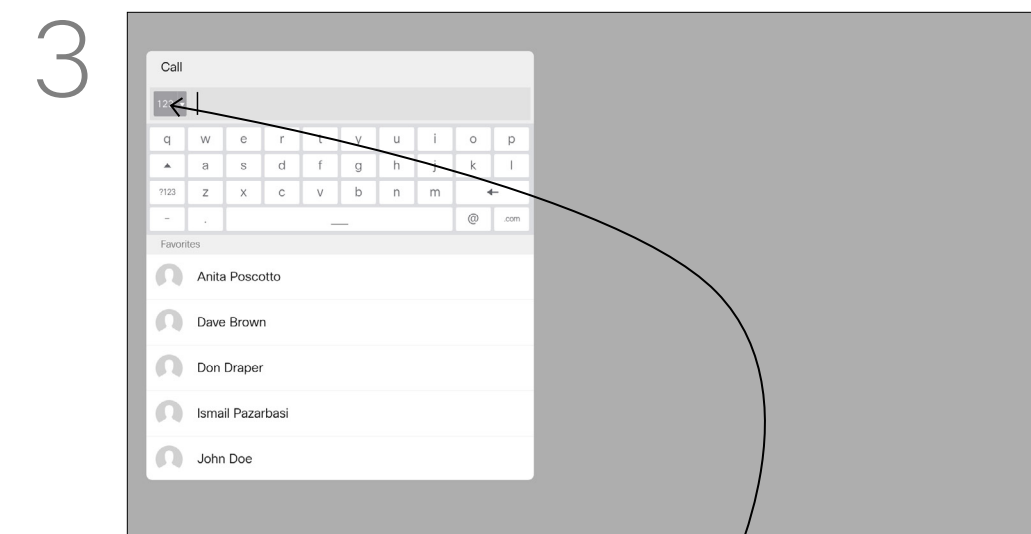 3
Call
q w e r t y u i o p
a s d f g h j k l
?123 z x c v b n m
- . @ .com
Favorites
Anita Poscotto
Dave Brown
Don Draper
Ismail Pazarbasi
John Doe